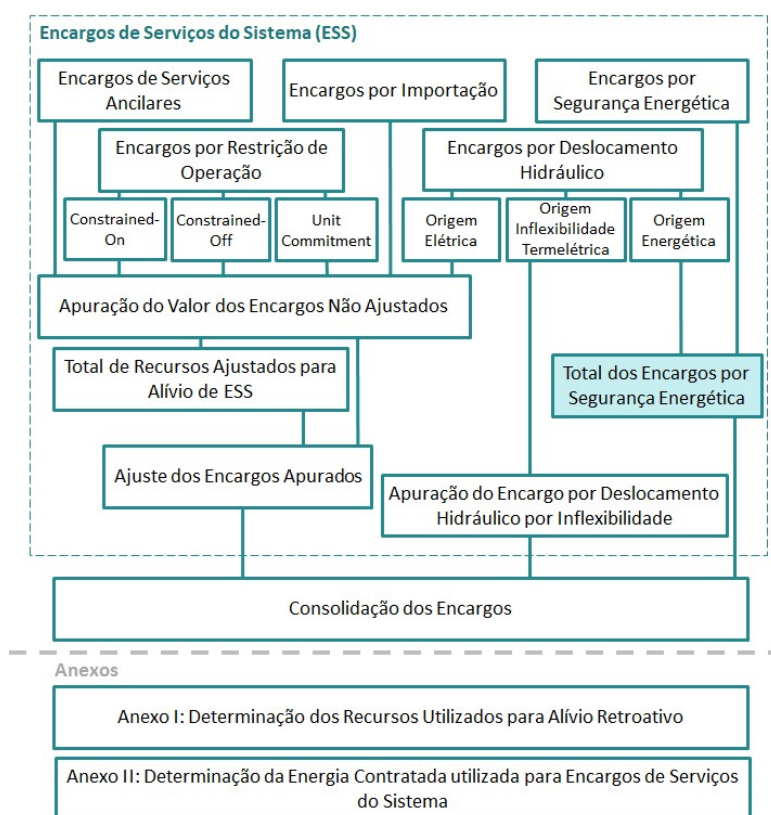 Encargos de Serviços do Sistema (ESS)
Encargos de Serviços
Ancilares
Encargos por Importação
Encargos por
Segurança Energética
Encargos por Restrição de
Operação
Encargos por Deslocamento
Hidráulico
Constrained-
On
Constrained-
Off
Unit
Commitment
Origem
Elétrica
Origem
Inflexibilidade
Termelétrica
Origem
Energética
Apuração do Valor dos Encargos Não Ajustados
Total de Recursos Ajustados para
Alívio de ESS
Total dos Encargos por
Segurança Energética
Ajuste dos Encargos Apurados
Apuração do Encargo por Deslocamento
Hidráulico por Inflexibilidade
Consolidação dos Encargos
Anexos
Anexo I: Determinação dos Recursos Utilizados para Alívio Retroativo
Anexo II: Determinação da Energia Contratada utilizada para Encargos de Serviços
do Sistema